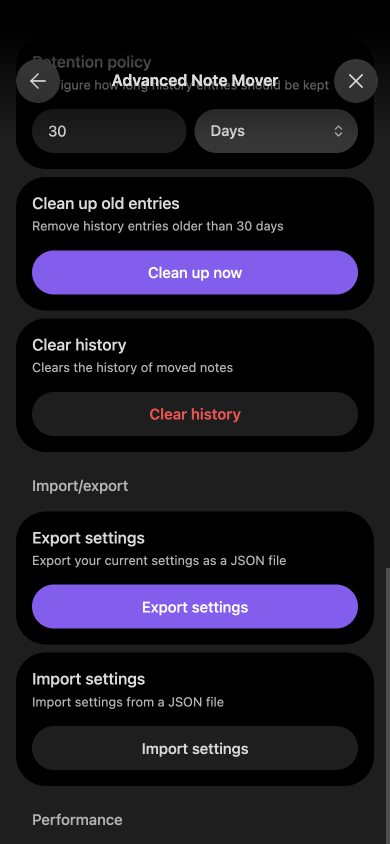 Retention policy
Advanced Note Mover
Configure how long history entries should be kept
30
Days
Clean up old entries
Remove history entries older than 30 days
Clean up now
Clear history
Clears the history of moved notes
Clear history
Import/export
Export settings
Export your current settings as a JSON file
Export settings
Import settings
Import settings from a JSON file
Import settings
Performance